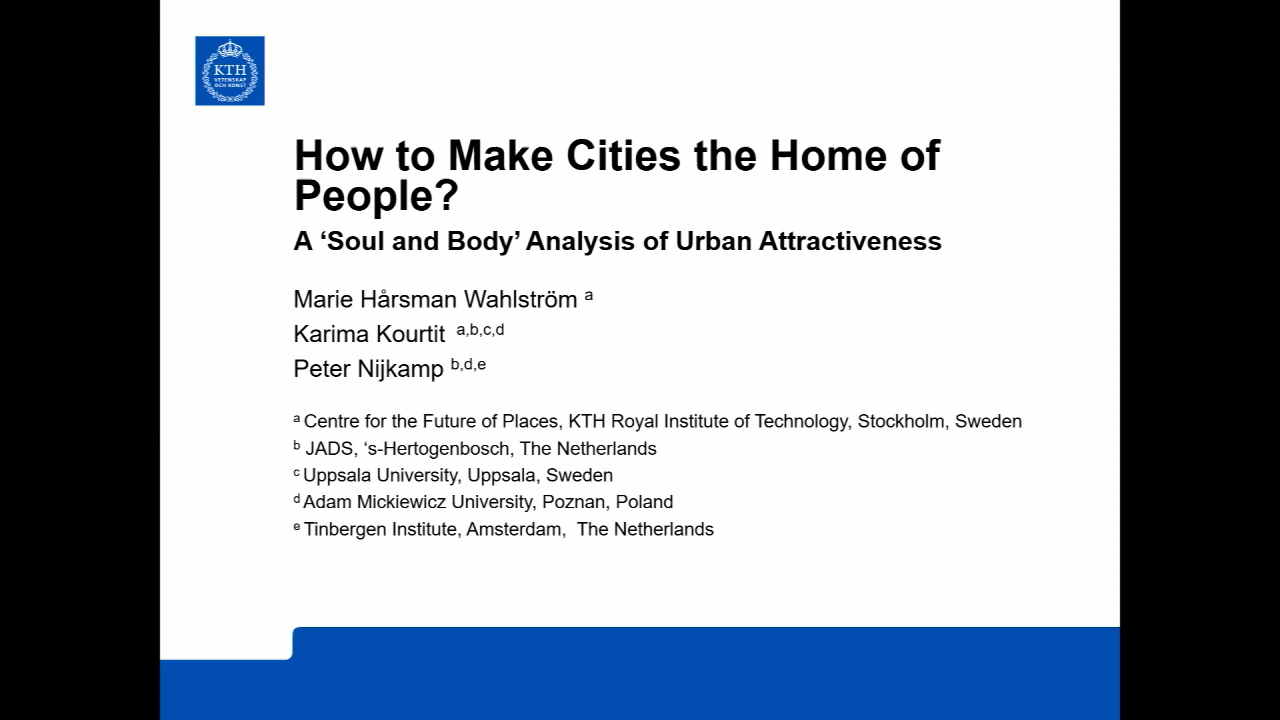 KTH
VETENSKAP
OCH KONST
How to Make Cities the Home of
People?
A ‘Soul and Body’ Analysis of Urban Attractiveness
Marie Hårsman Wahlström a
Karima Kourtit a,b,c,d
Peter Nijkamp b,d,e
a Centre for the Future of Places, KTH Royal Institute of Technology, Stockholm, Sweden
b JADS, ‘s-Hertogenbosch, The Netherlands
c Uppsala University, Uppsala, Sweden
d Adam Mickiewicz University, Poznan, Poland
e Tinbergen Institute, Amsterdam, The Netherlands